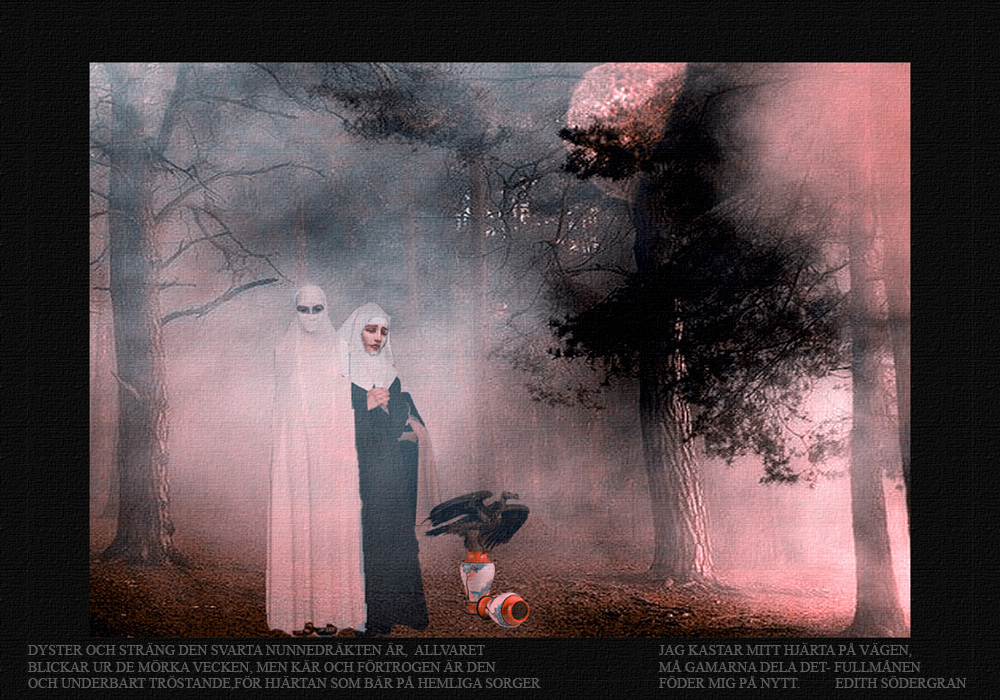 DYSTER OCH STRÄNG DEN SVARTA NUNNEDRÄKTEN ÄR, ALLVARET
BLICKAR UR DE MÖRKA VECKEN, MEN KÄR OCH FÖRTROGEN ÄR DEN
OCH UNDERBART TRÖSTANDE,FÖR HJÄRTAN SOM BÄR PÅ HEMLIGA SORGER
JAG KASTAR MITT HJÄRTA PÅ VÄGEN,
MÅ GAMARNA DELA DET- FULLMÅNEN
FÖDER MIG PÅ NYTT. EDITH SÖDERGRAN